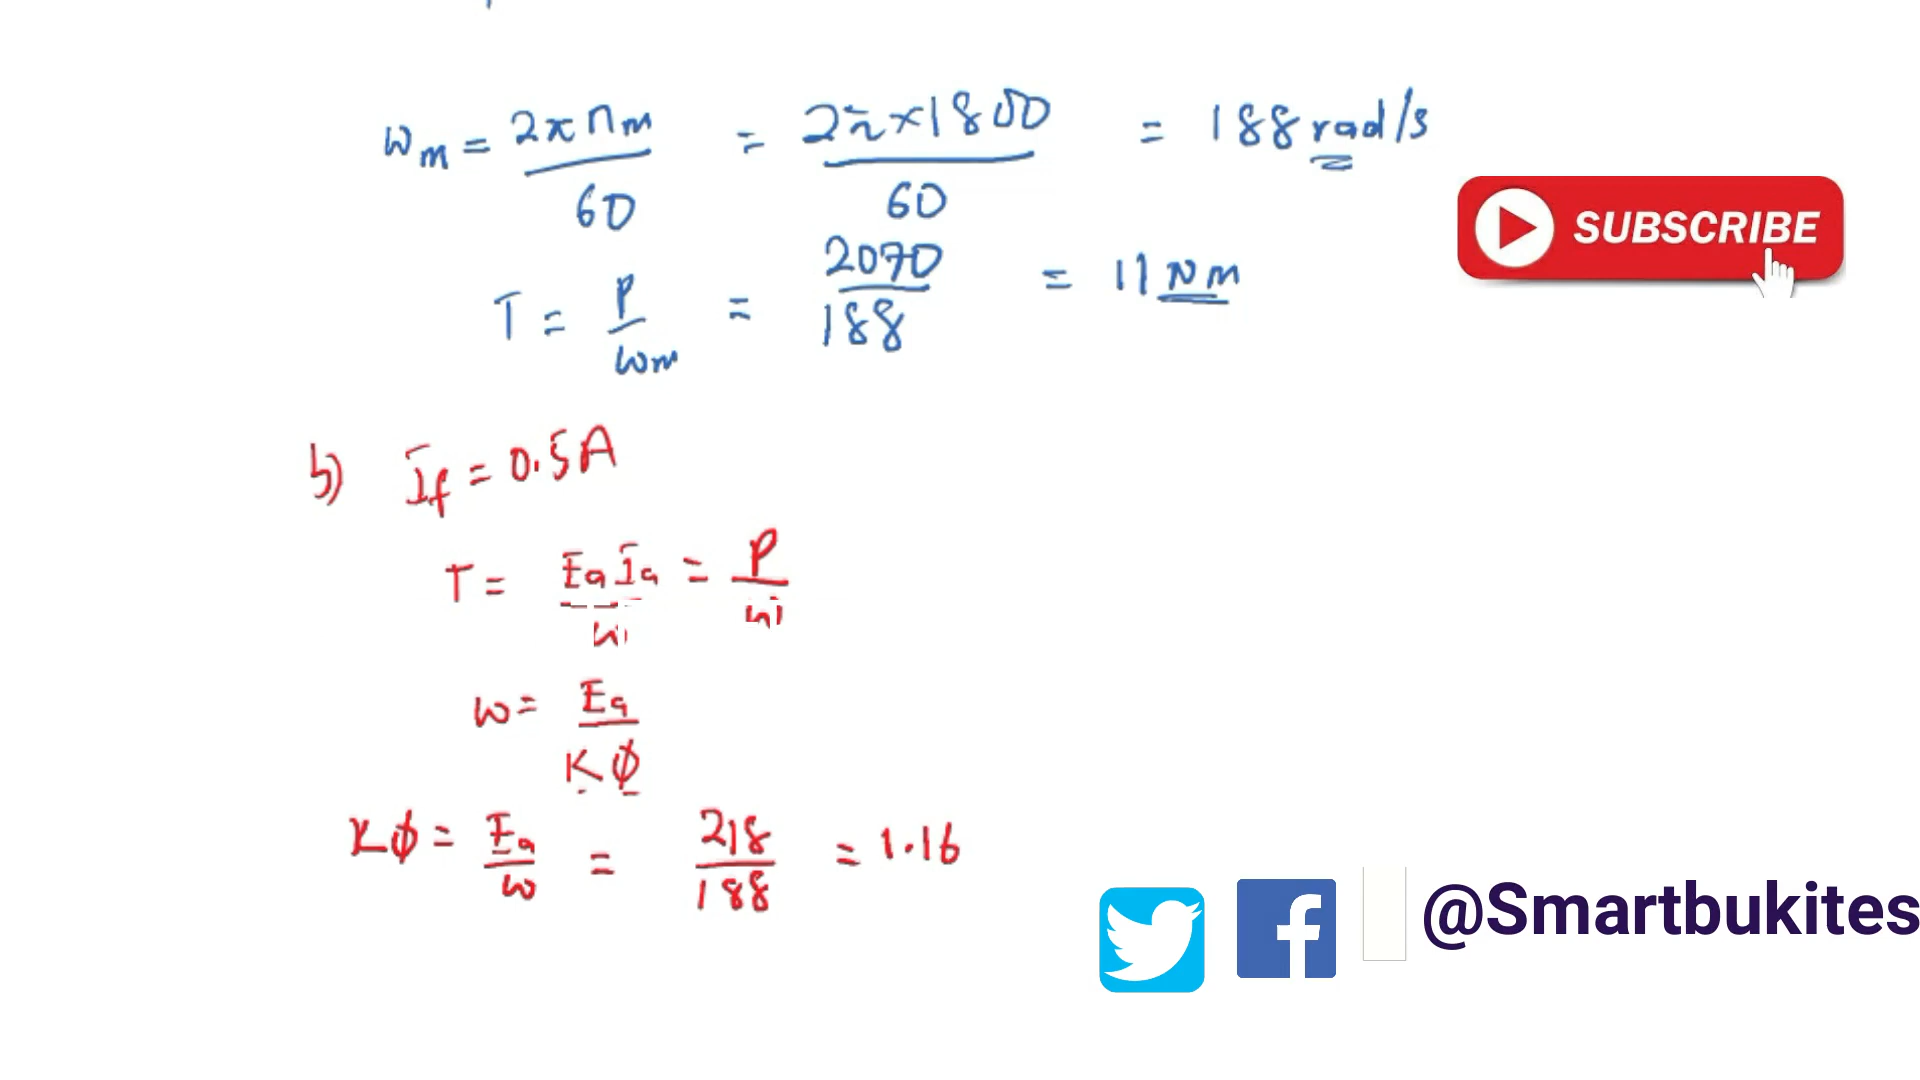 ωm = 2πnm/60 = 2π×1800/60 = 188 rad/s
SUBSCRIBE
T = P/ωm = 2070/188 = 11 Nm
b) If = 0.5A
T = EaIa/ω = P/ω
ω = Ea/Kϕ
Kϕ = Ea/ω = 218/188 = 1.16
@Smartbukites